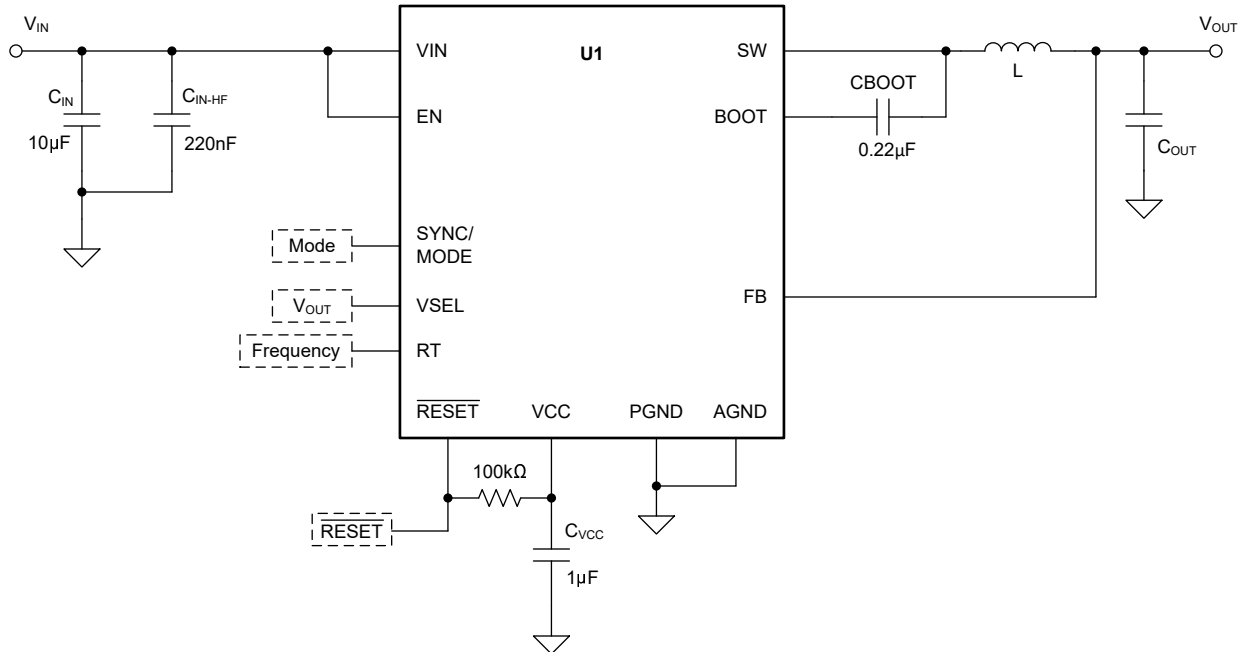 VIN
VOUT
VIN
U1
SW
CIN
CIN-HF
CBOOT
L
EN
BOOT
10µF
220nF
0.22µF
COUT
Mode
SYNC/
MODE
VOUT
VSEL
FB
Frequency
RT
RESET
VCC
PGND
AGND
100kΩ
RESET
CVCC
1µF